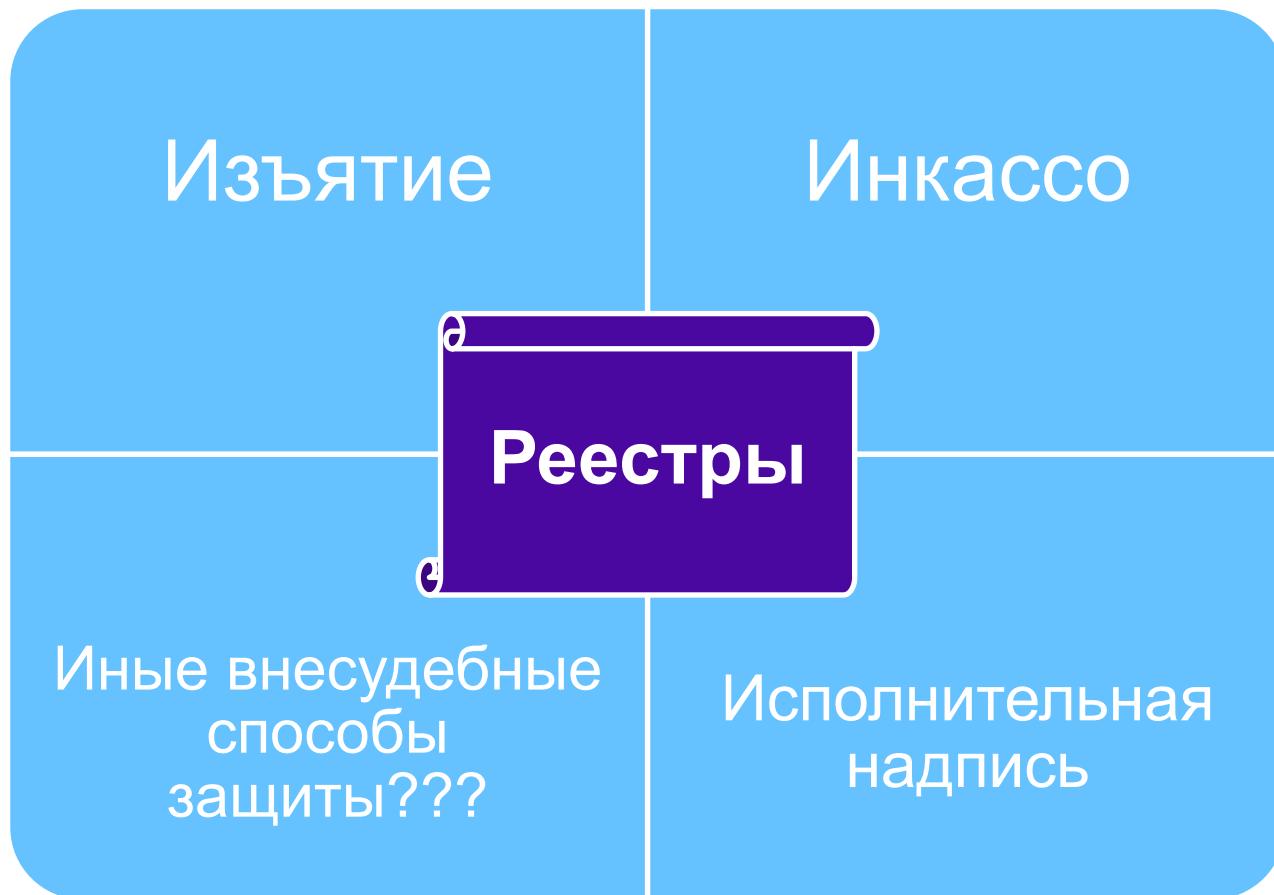 Изъятие
Инкассо
Реестры
Иные внесудебные
способы
защиты???
Исполнительная
надпись